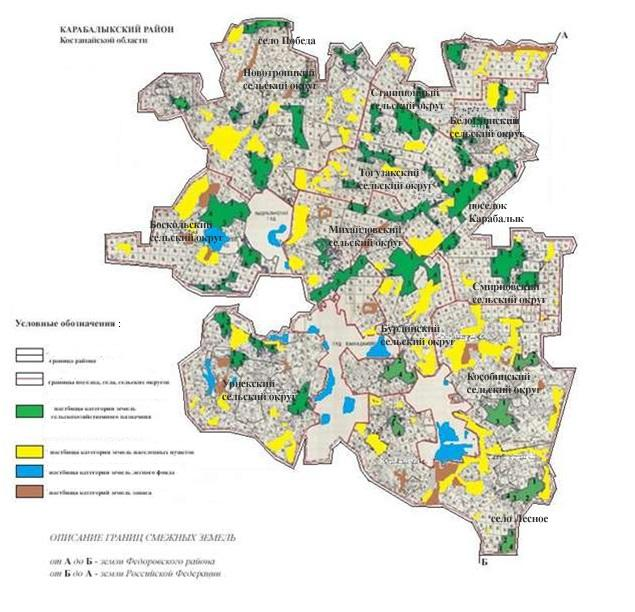 КАРАБАЛЫКСКИЙ РАЙОН
Костанайской области
село Победа
А
Новотроицкий
сельский округ
Станционный
сельский округ
Белоглинский
сельский округ
Тогузакский
сельский округ
поселок
Карабалык
Боскольский
сельский округ
Михайловский
сельский округ
Смирновский
сельский округ
Условные обозначения :
граница района
границы поселка, села, сельских округов
пастбища категории земель
сельскохозяйственного назначения
Бурлинский
сельский округ
Урнекский
сельский округ
Кособинский
сельский округ
пастбища категории земель населенных пунктов
пастбища категории земель лесного фонда
пастбища категорий земель запаса
село Лесное
Б
ОПИСАНИЕ ГРАНИЦ СМЕЖНЫХ ЗЕМЕЛЬ
от А до Б - земли Федоровского района
от Б до А - земли Российской Федерации